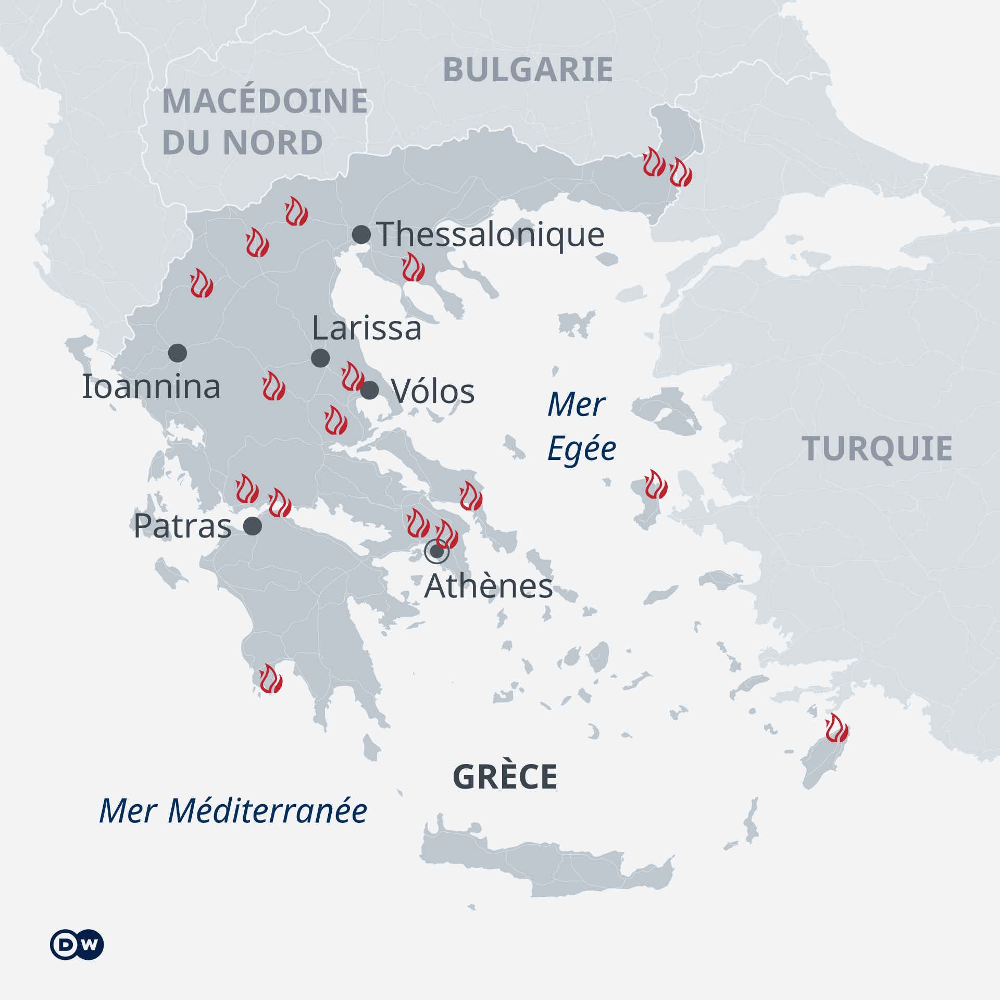 BULGARIE
MACÉDOINE
DU NORD
Thessalonique
Larissa
Ioannina
Vólos
Mer
Egée
TURQUIE
Patras
Athènes
GRÈCE
Mer Méditerranée
DW